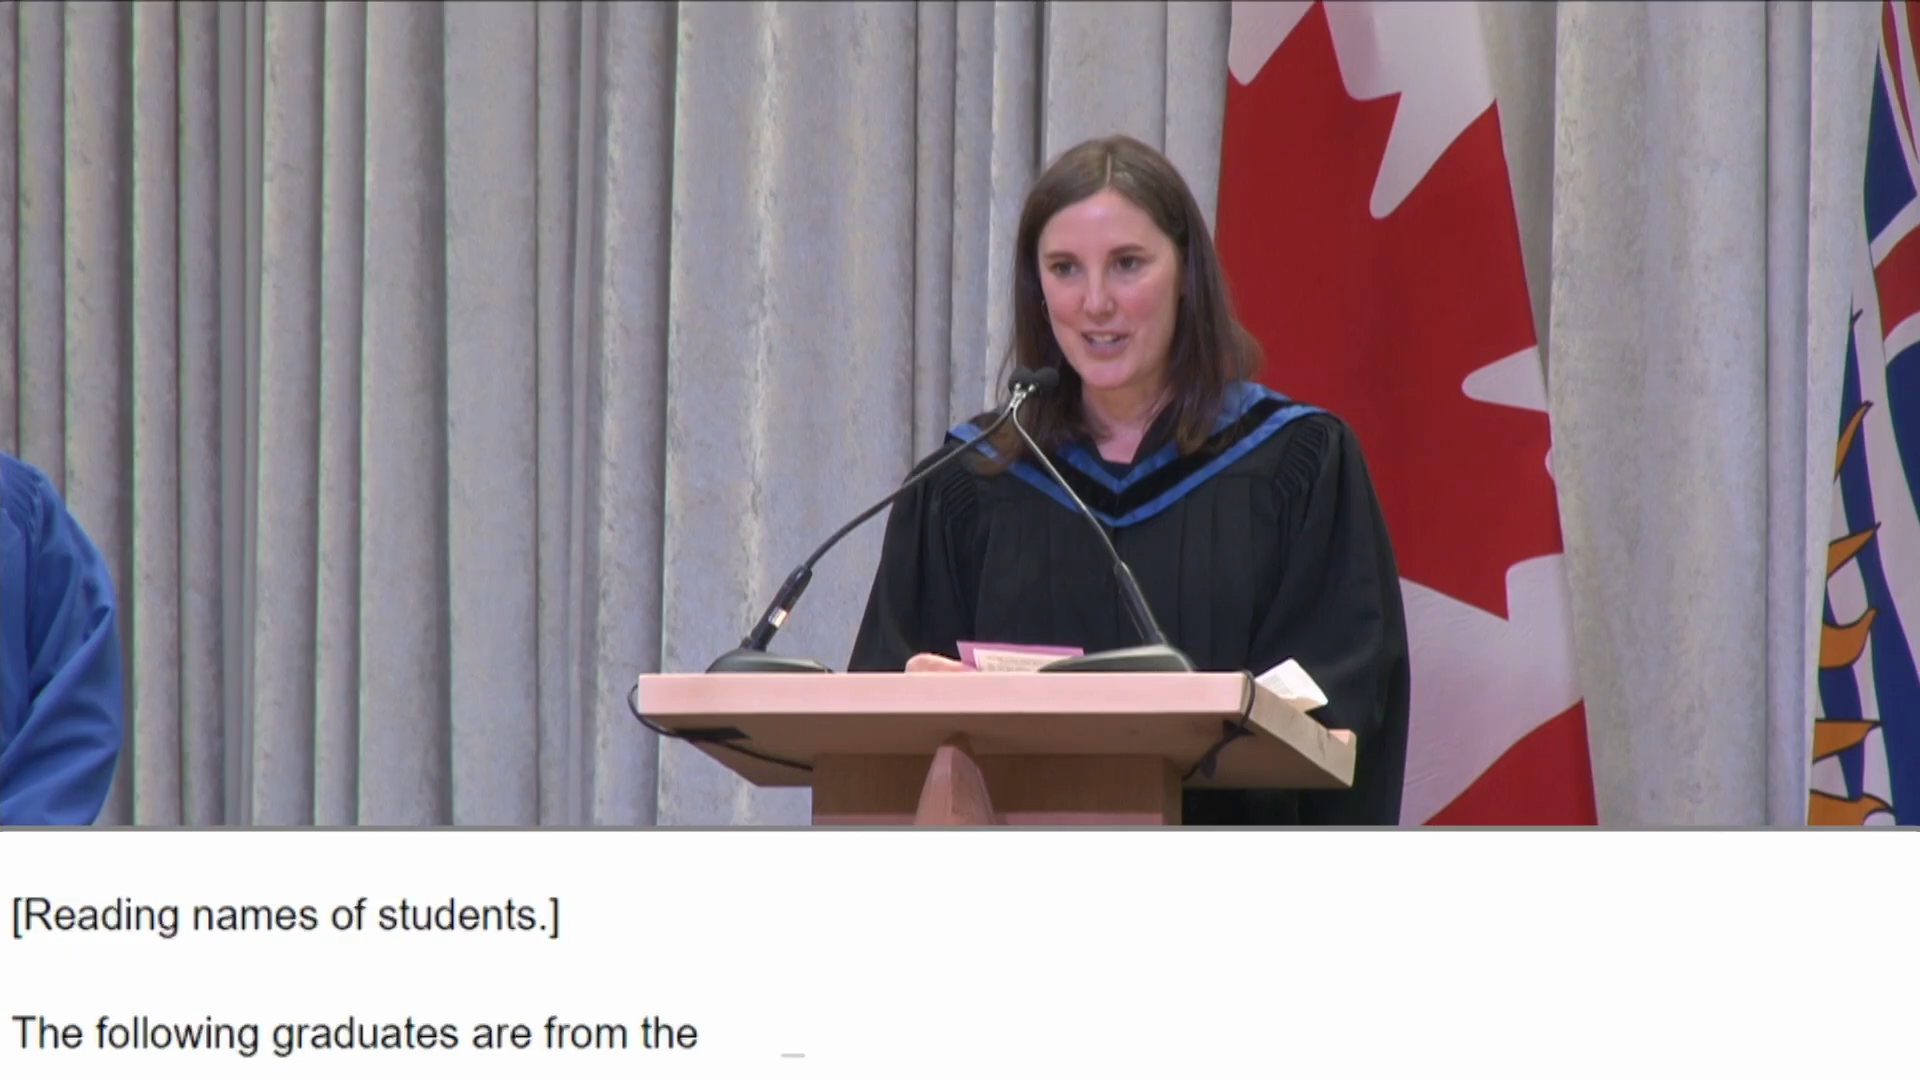 [Reading names of students.]
The following graduates are from the